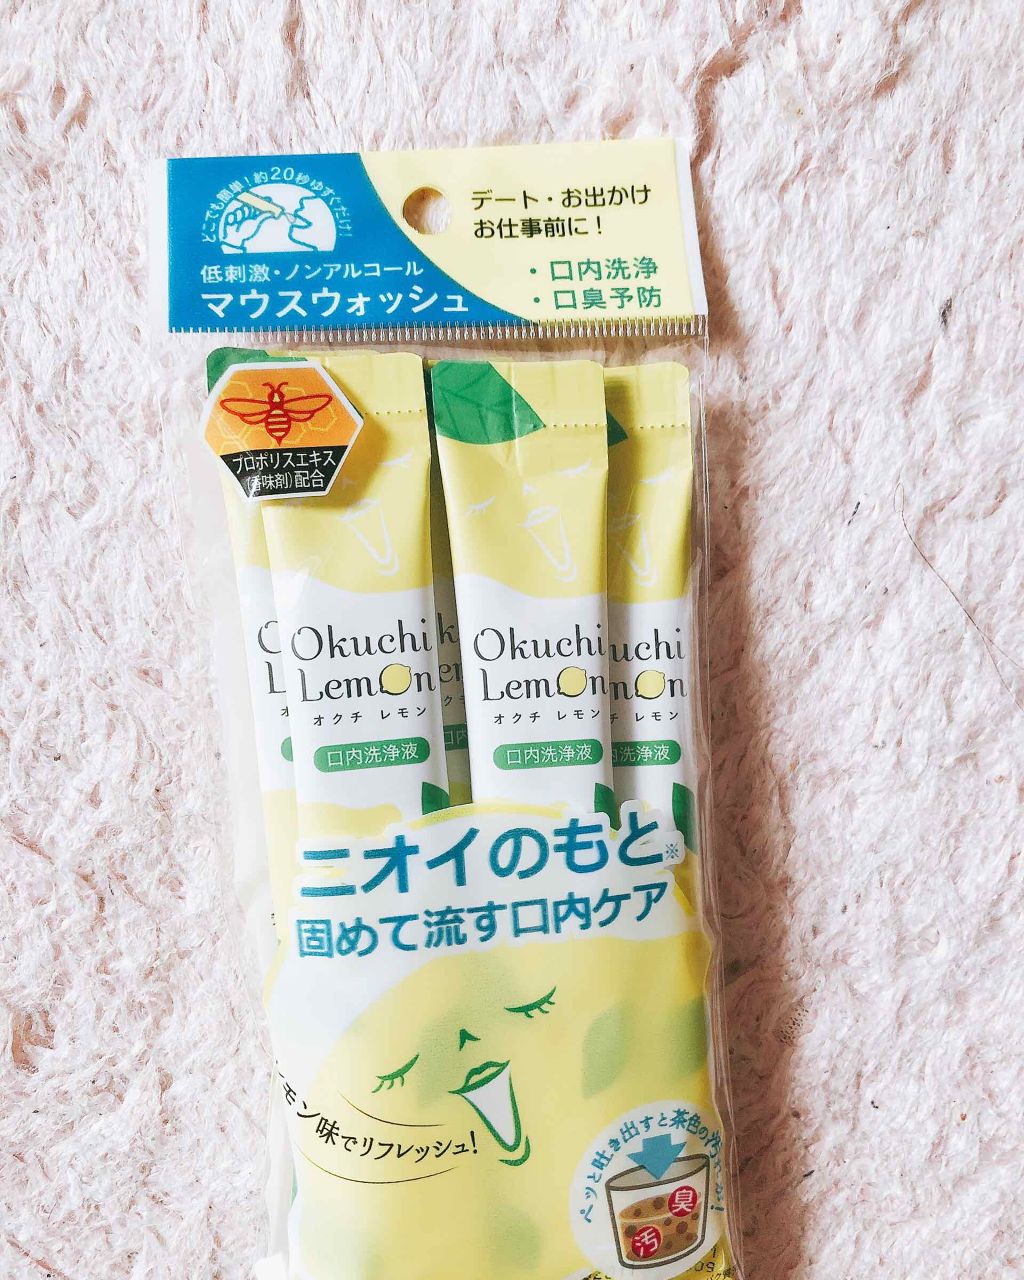 どこでも簡単！約20秒ゆすぐだけ！
低刺激・ノンアルコール
マウスウォッシュ
デート・お出かけ
お仕事前に！
・口内洗浄
・口臭予防
プロポリスエキス
（香味剤）配合
Okuchi
Lemon
オクチ レモン
口内洗浄液
Okuchi
Lemon
オクチ レモン
口内洗浄液
uchi
ニオイのもと※
固めて流す口内ケア
モン味でリフレッシュ！
ペッと吐き出すと茶色の汚れが！
臭
汚